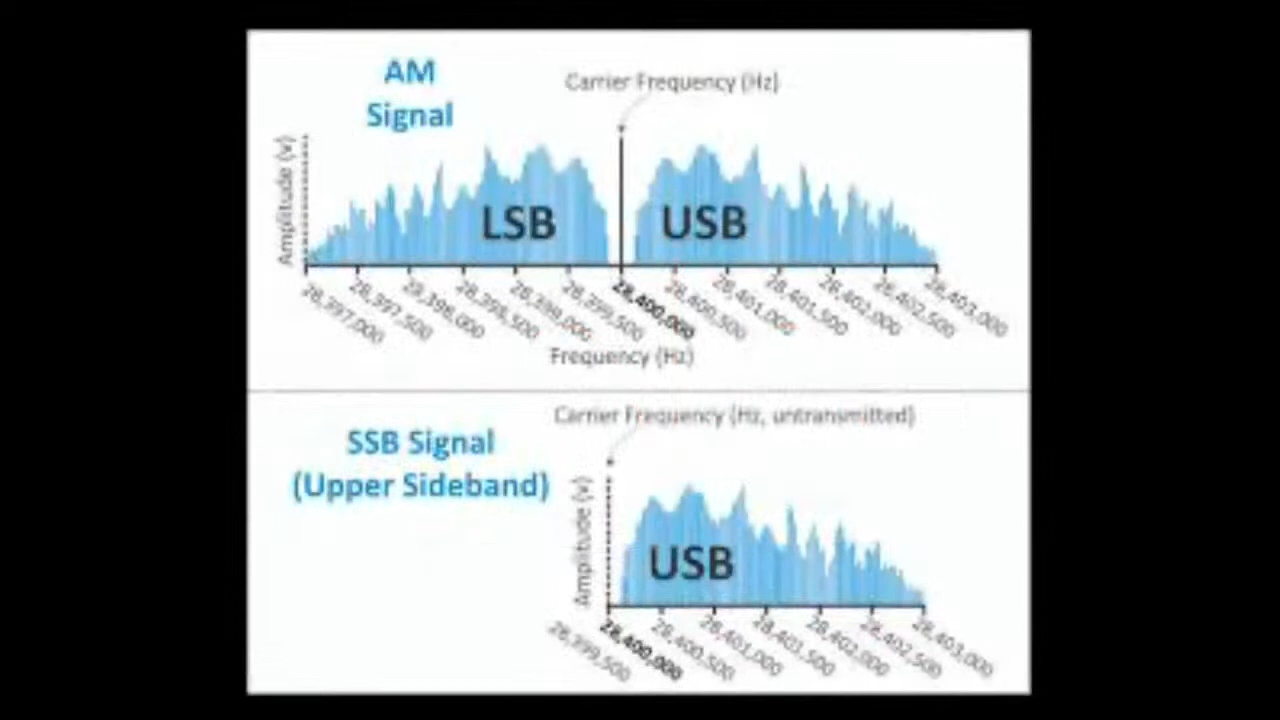 AM
Signal
Carrier Frequency (Hz)
Amplitude (v)
LSB
USB
28,397,000
28,397,500
28,398,000
28,398,500
28,399,000
28,399,500
28,400,000
28,400,500
28,401,000
28,401,500
28,402,000
28,402,500
28,403,000
Frequency (Hz)
Carrier Frequency (Hz, untransmitted)
SSB Signal
(Upper Sideband)
Amplitude (v)
USB
28,399,500
28,400,000
28,400,500
28,401,000
28,401,500
28,402,000
28,402,500
28,403,000